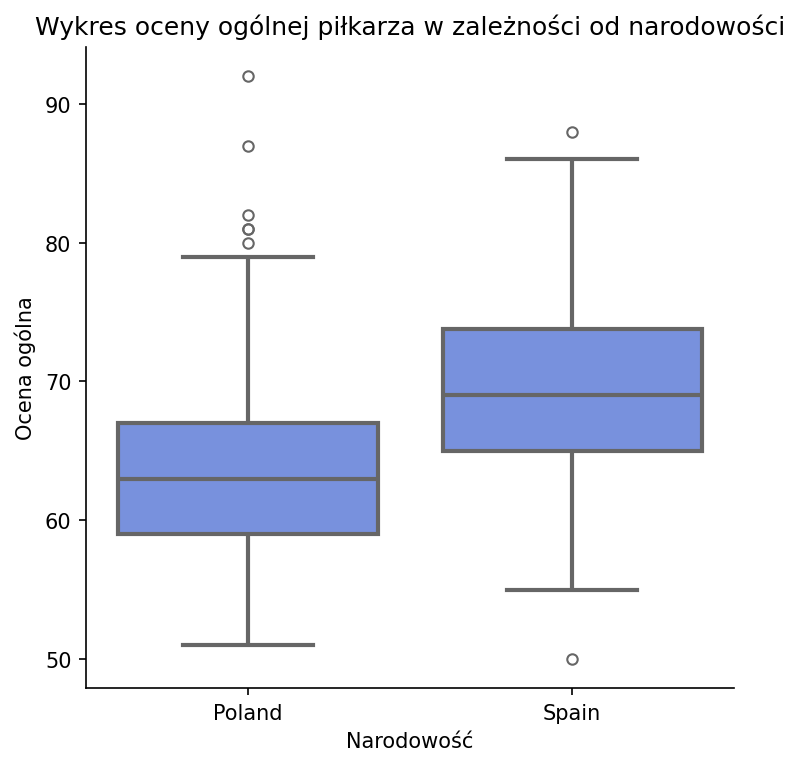 Wykres oceny ogólnej piłkarza w zależności od narodowości
Ocena ogólna
90
80
70
60
50
Poland
Spain
Narodowość